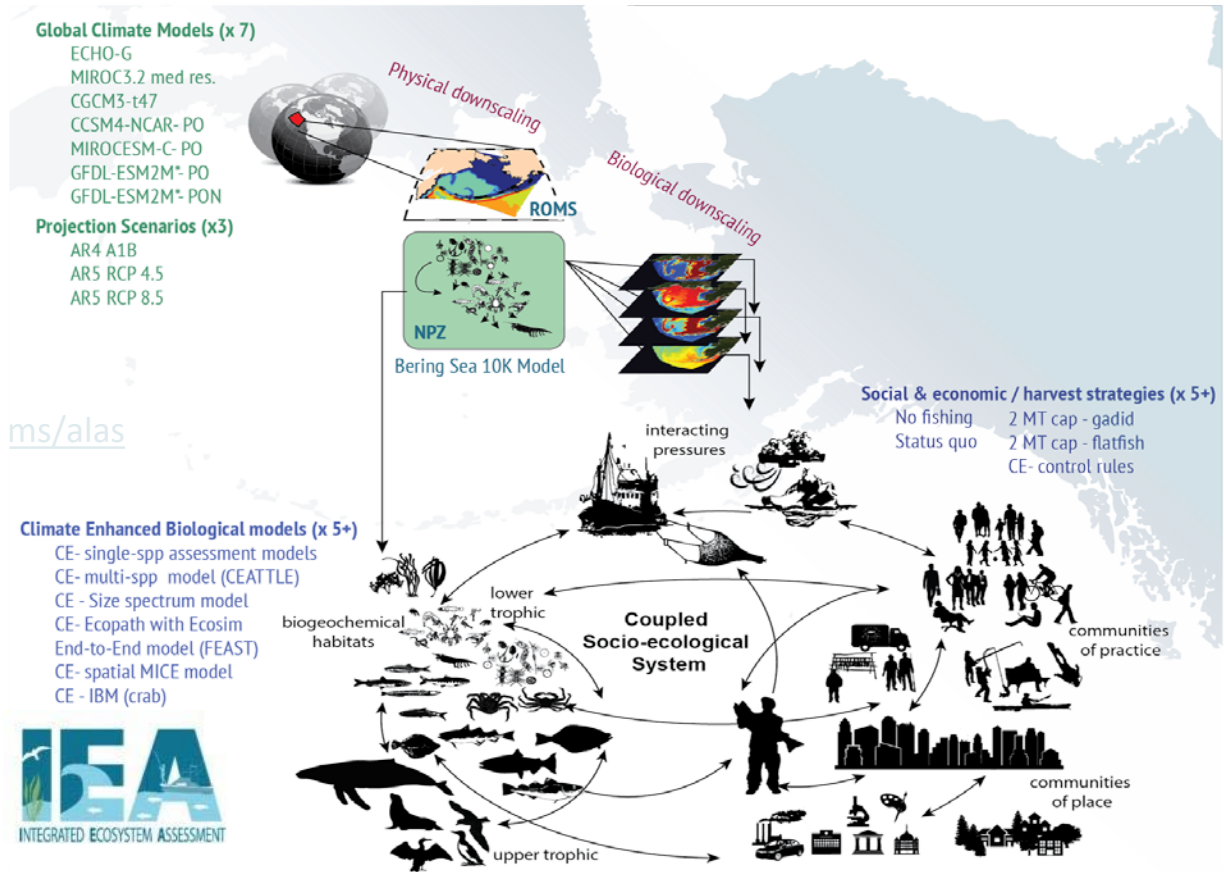 Global Climate Models (x 7)
ECHO-G
MIROC3.2 med res.
CGCM3-t47
CCSM4-NCAR- PO
MIROCESM-C- PO
GFDL-ESM2M*- PO
GFDL-ESM2M*- PON
Projection Scenarios (x3)
AR4 A1B
AR5 RCP 4.5
AR5 RCP 8.5
Physical downscaling
ROMS
Biological downscaling
NPZ
Bering Sea 10K Model
ms/alas
Social & economic / harvest strategies (x 5+)
No fishing
Status quo
2 MT cap - gadid
2 MT cap - flatfish
CE- control rules
Climate Enhanced Biological models (x 5+)
CE- single-spp assessment models
CE- multi-spp model (CEATTLE)
CE - Size spectrum model
CE- Ecopath with Ecosim
End-to-End model (FEAST)
CE- spatial MICE model
CE - IBM (crab)
IEA
INTEGRATED ECOSYSTEM ASSESSMENT
interacting
pressures
biogeochemical
habitats
lower
trophic
Coupled
Socio-ecological
System
communities
of practice
communities
of place
upper trophic